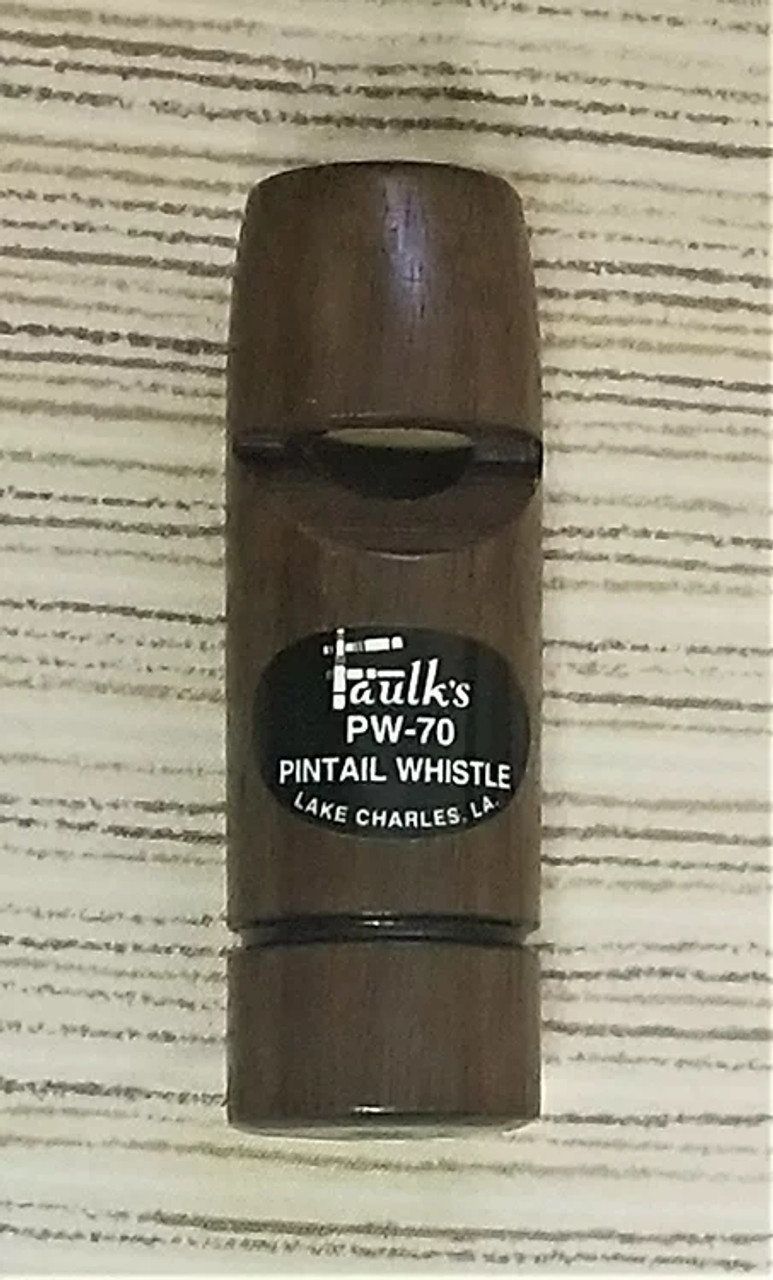 Faulk's
PW-70
PINTAIL WHISTLE
LAKE CHARLES, LA.